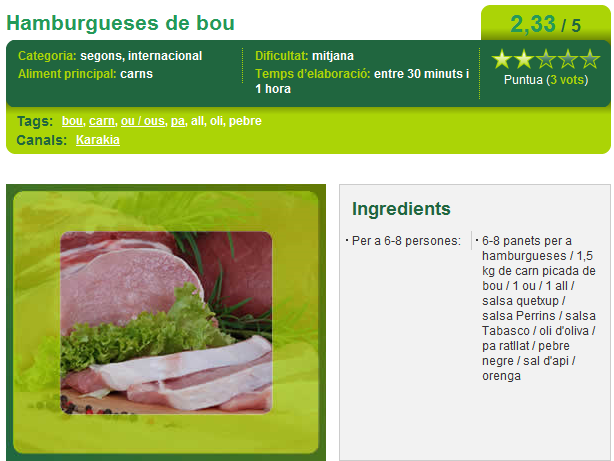 Hamburgueses de bou
2,33 / 5
Categoria: segons, internacional
Aliment principal: carns
Dificultat: mitjana
Temps d'elaboració: entre 30 minuts i
1 hora
Puntua (3 vots)
Tags: bou, carn, ou / ous, pa, all, oli, pebre
Canals: Karakia
Ingredients
· Per a 6-8 persones:
· 6-8 panets per a
hamburgueses / 1,5
kg de carn picada de
bou / 1 ou / 1 all /
salsa quetxup /
salsa Perrins / salsa
Tabasco / oli d'oliva /
pa ratllat / pebre
negre / sal d'api /
orenga